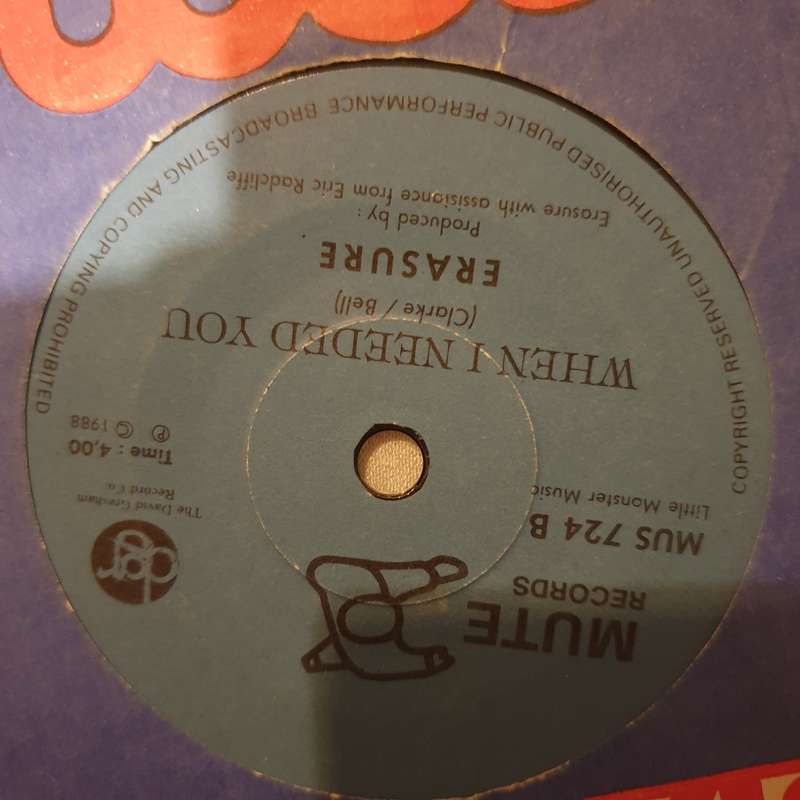 MUTE
RECORDS
MUS 724 B
Little Monster Music
dgr
The David Gresham
Record Co.
Time : 4,00
℗ © 1988
WHEN I NEEDED YOU
(Clarke / Bell)
ERASURE
Produced by :
Erasure with assistance from Eric Radcliffe
COPYRIGHT RESERVED UNAUTHORISED PUBLIC PERFORMANCE BROADCASTING AND COPYING PROHIBITED